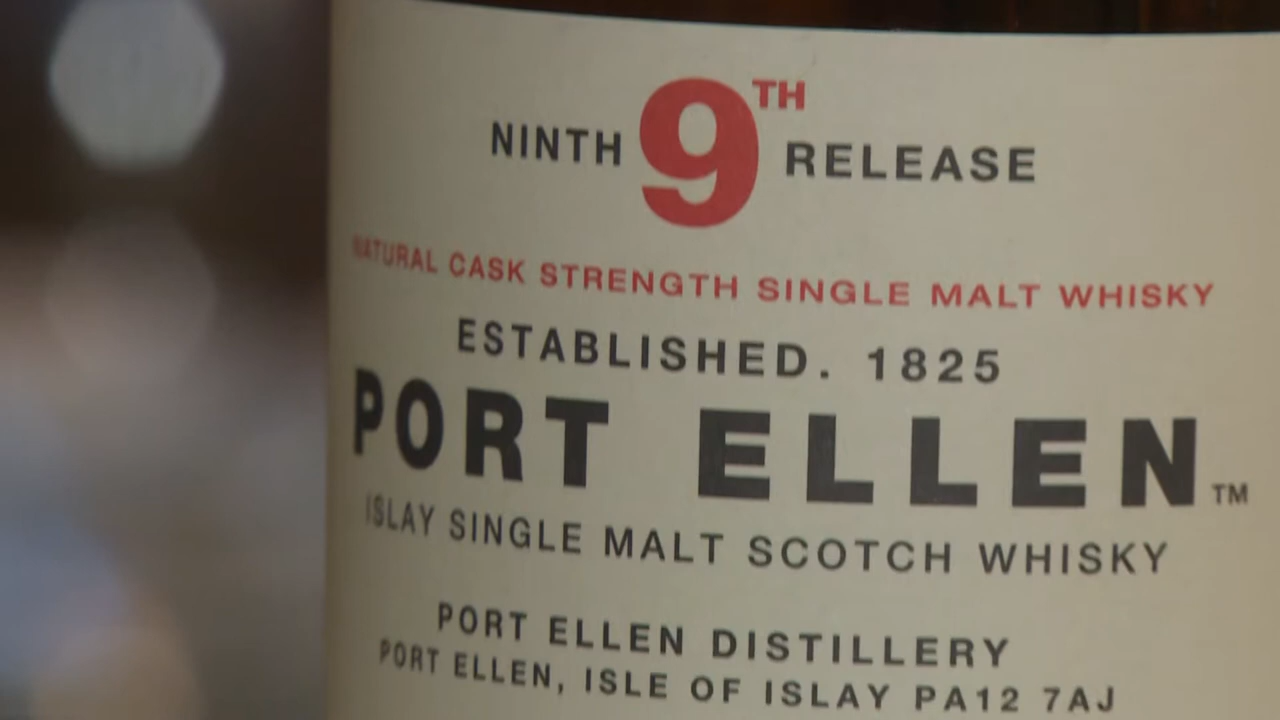 NINTH 9TH RELEASE
NATURAL CASK STRENGTH SINGLE MALT WHISKY
ESTABLISHED. 1825
PORT ELLEN™
ISLAY SINGLE MALT SCOTCH WHISKY
PORT ELLEN DISTILLERY
PORT ELLEN, ISLE OF ISLAY PA12 7AJ